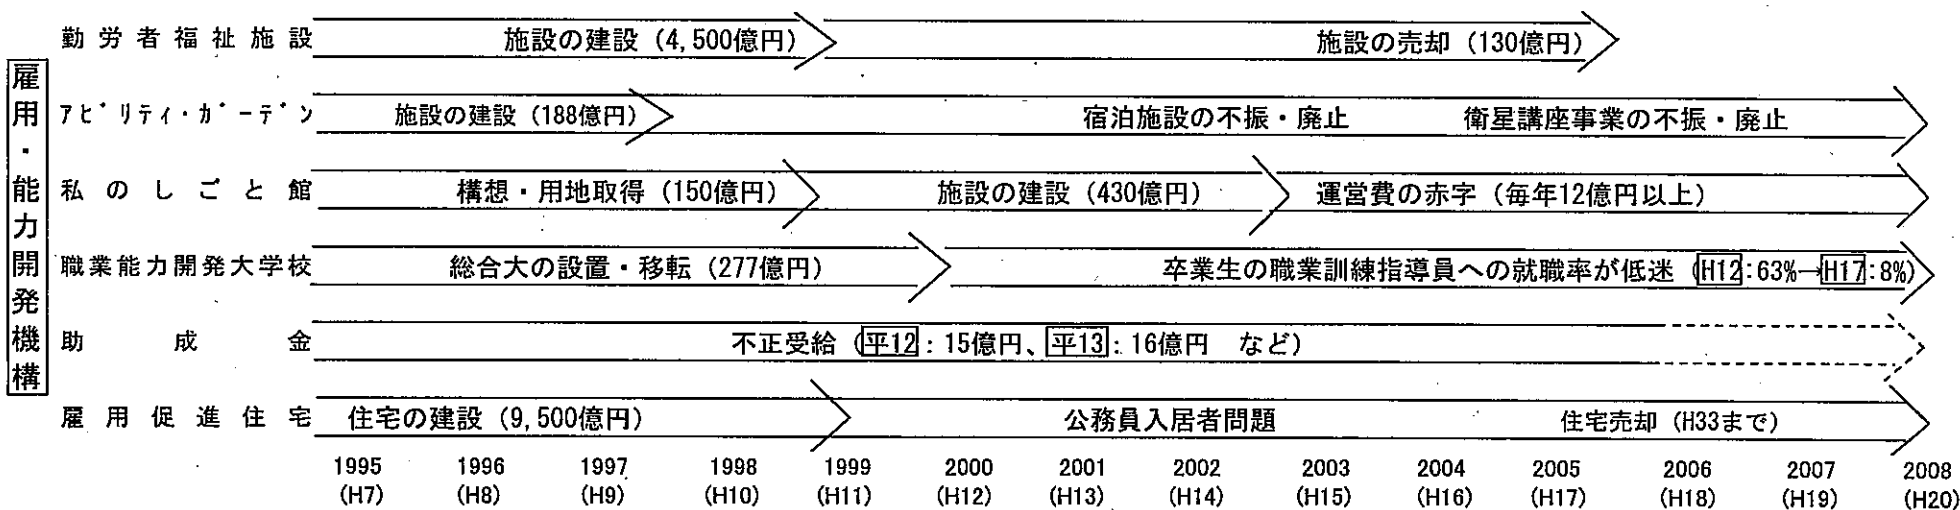 雇用・能力開発機構
勤労者福祉施設 施設の建設（4,500億円） 施設の売却（130億円）
ｱﾋﾞﾘﾃｨ・ｶﾞｰﾃﾞﾝ 施設の建設（188億円） 宿泊施設の不振・廃止 衛星講座事業の不振・廃止
私のしごと館 構想・用地取得（150億円） 施設の建設（430億円） 運営費の赤字（毎年12億円以上）
職業能力開発大学校 総合大の設置・移転（277億円） 卒業生の職業訓練指導員への就職率が低迷（H12:63%→H17:8%）
助成金 不正受給（平12：15億円、平13：16億円 など）
雇用促進住宅 住宅の建設（9,500億円） 公務員入居者問題 住宅売却（H33まで）
1995 1996 1997 1998 1999 2000 2001 2002 2003 2004 2005 2006 2007 2008
(H7) (H8) (H9) (H10) (H11) (H12) (H13) (H14) (H15) (H16) (H17) (H18) (H19) (H20)